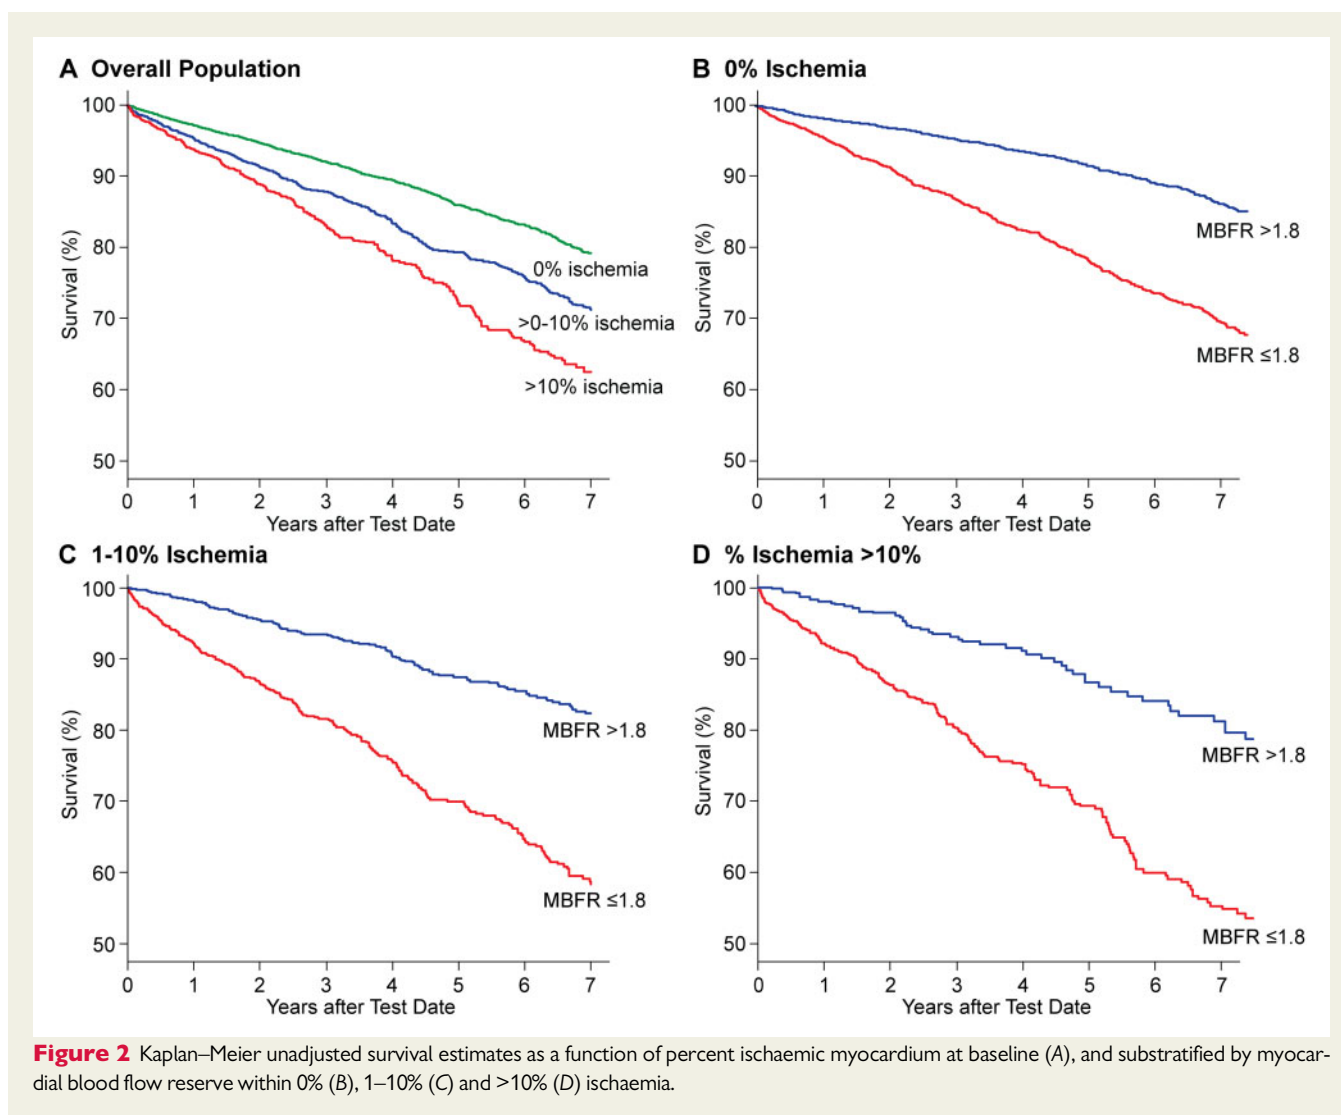 A Overall Population
100
90
80
70
60
50
Survival (%)
0% ischemia
>0-10% ischemia
>10% ischemia
0 1 2 3 4 5 6 7
Years after Test Date
B 0% Ischemia
100
90
80
70
60
50
Survival (%)
MBFR >1.8
MBFR ≤1.8
0 1 2 3 4 5 6 7
Years after Test Date
C 1-10% Ischemia
100
90
80
70
60
50
Survival (%)
MBFR >1.8
MBFR ≤1.8
0 1 2 3 4 5 6 7
Years after Test Date
D % Ischemia >10%
100
90
80
70
60
50
Survival (%)
MBFR >1.8
MBFR ≤1.8
0 1 2 3 4 5 6 7
Years after Test Date
Figure 2 Kaplan–Meier unadjusted survival estimates as a function of percent ischaemic myocardium at baseline (A), and substratified by myocar-
dial blood flow reserve within 0% (B), 1–10% (C) and >10% (D) ischaemia.